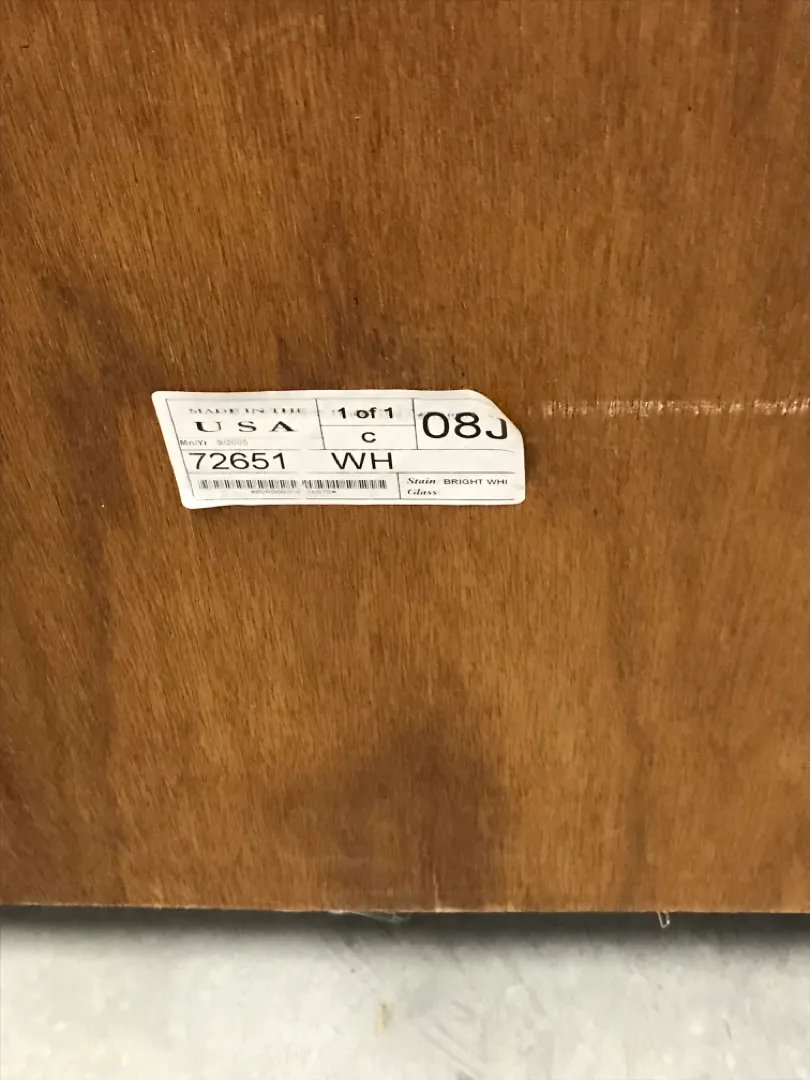 MADE IN THE
USA
1 of 1
C
08J
Mn/Yr 9/2005
72651 WH
Stain: BRIGHT WHI
Glass: